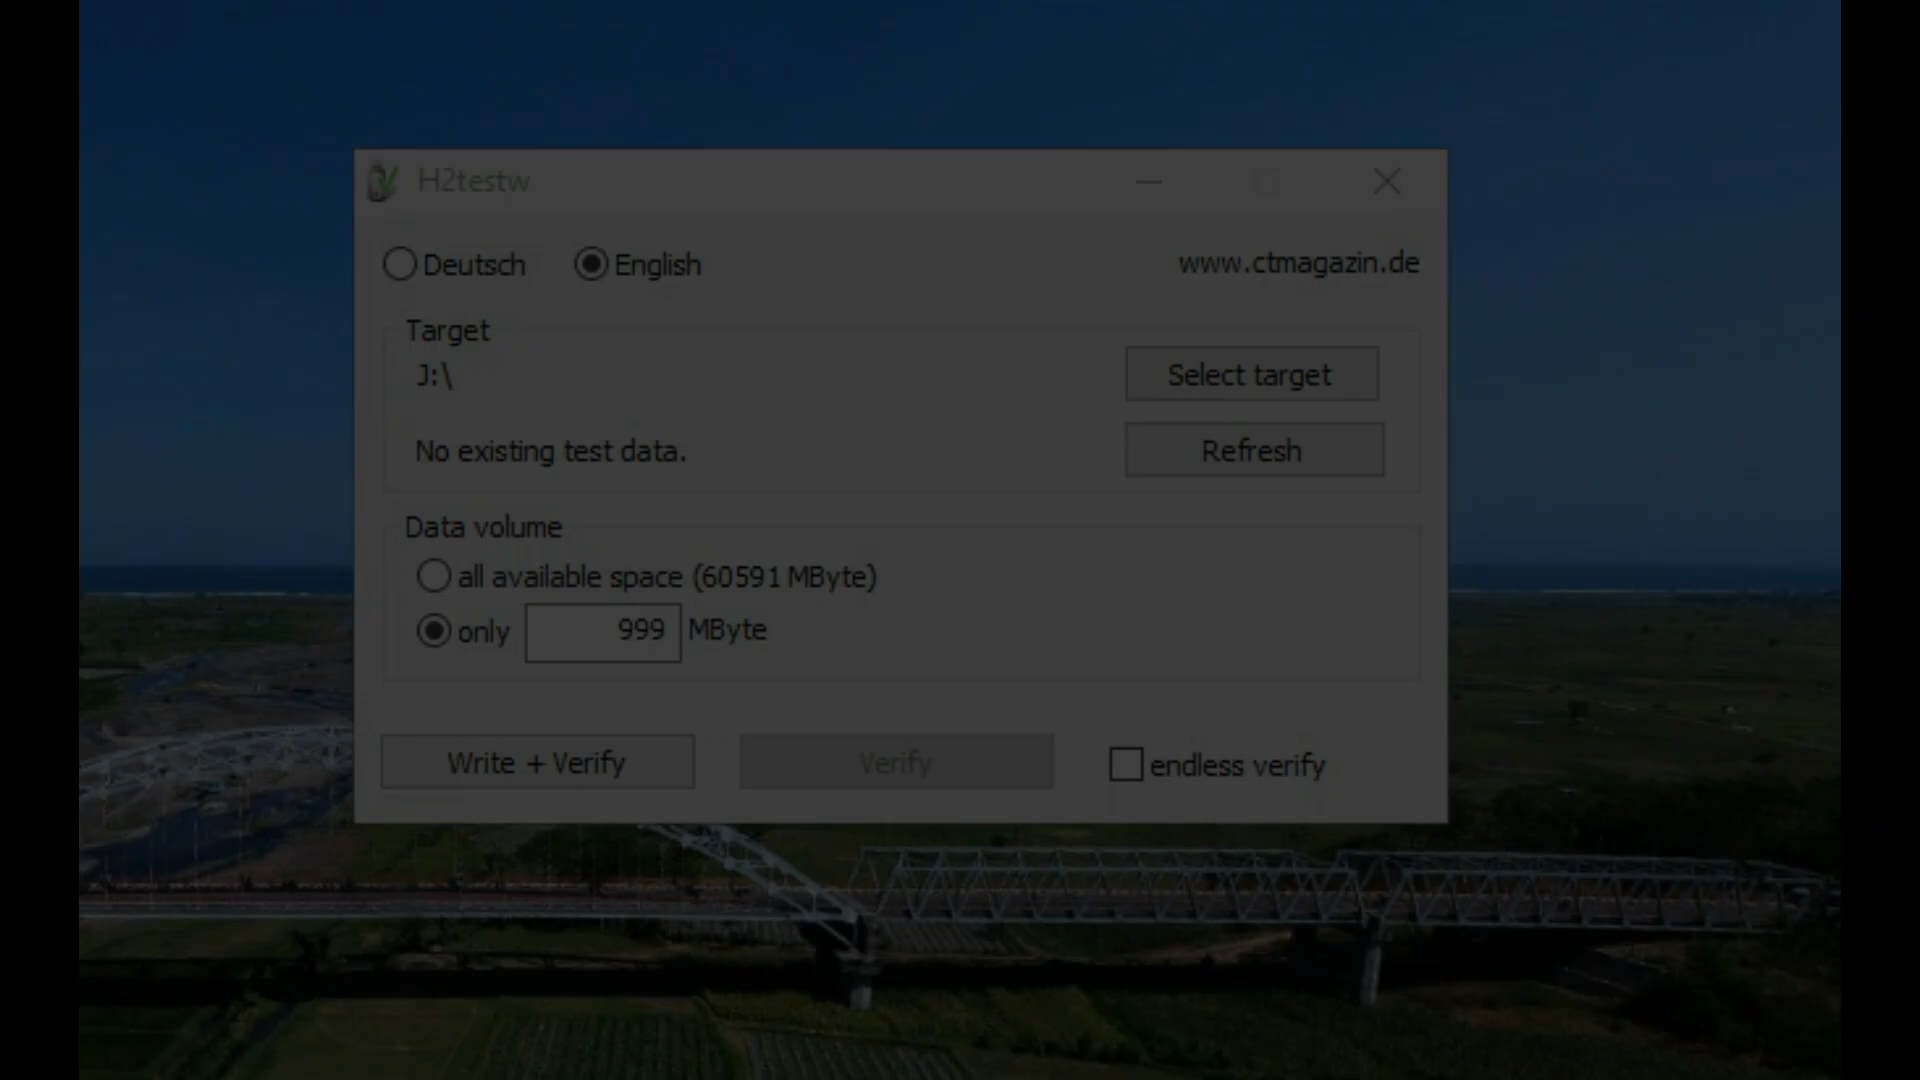 H2testw
Deutsch English www.ctmagazin.de
Target
J:\ Select target
No existing test data. Refresh
Data volume
all available space (60591 MByte)
only 999 MByte
Write + Verify Verify endless verify